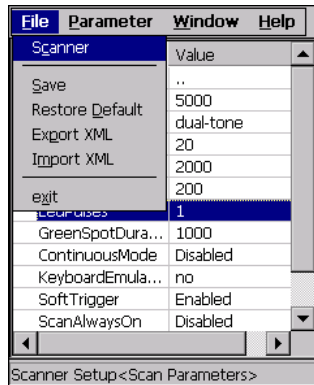 File Parameter Window Help
Scanner Value
..
Save 5000
Restore Default dual-tone
Export XML 20
Import XML 2000
200
exit
LedPulses 1
GreenSpotDura... 1000
ContinuousMode Disabled
KeyboardEmula... no
SoftTrigger Enabled
ScanAlwaysOn Disabled
Scanner Setup<Scan Parameters>